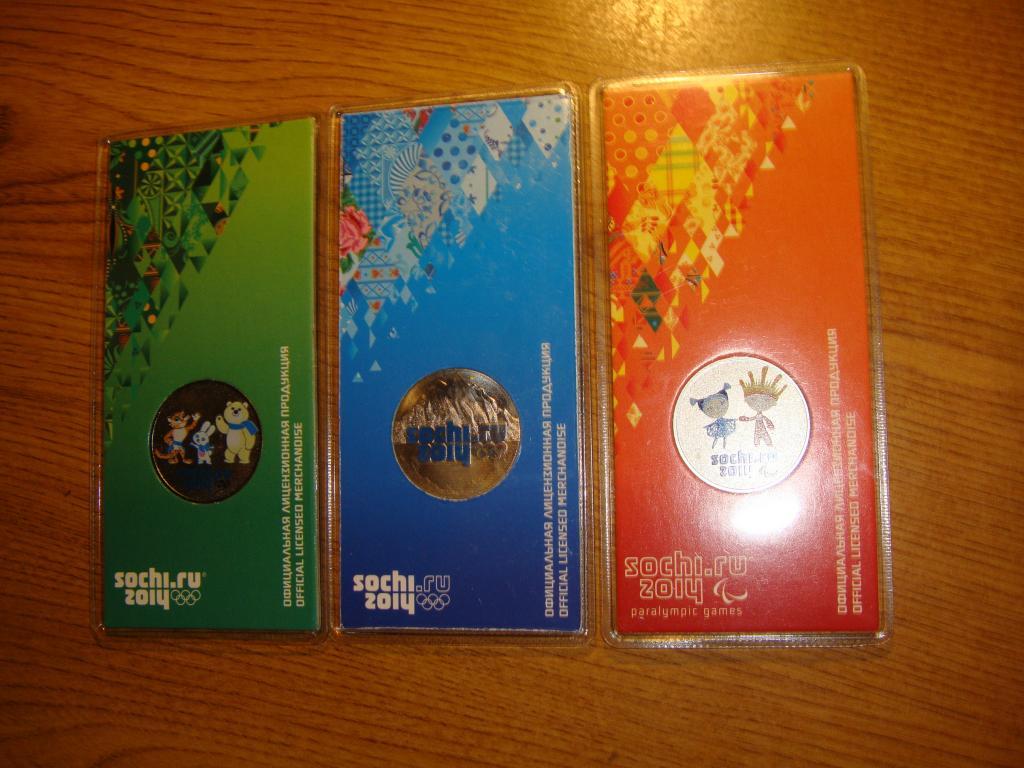 sochi.ru
2014
ОФИЦИАЛЬНАЯ ЛИЦЕНЗИОННАЯ ПРОДУКЦИЯ
OFFICIAL LICENSED MERCHANDISE
sochi.ru
2014
sochi.ru
2014
ОФИЦИАЛЬНАЯ ЛИЦЕНЗИОННАЯ ПРОДУКЦИЯ
OFFICIAL LICENSED MERCHANDISE
sochi.ru
2014
sochi.ru
2014
paralympic games
ОФИЦИАЛЬНАЯ ЛИЦЕНЗИОННАЯ ПРОДУКЦИЯ
OFFICIAL LICENSED MERCHANDISE